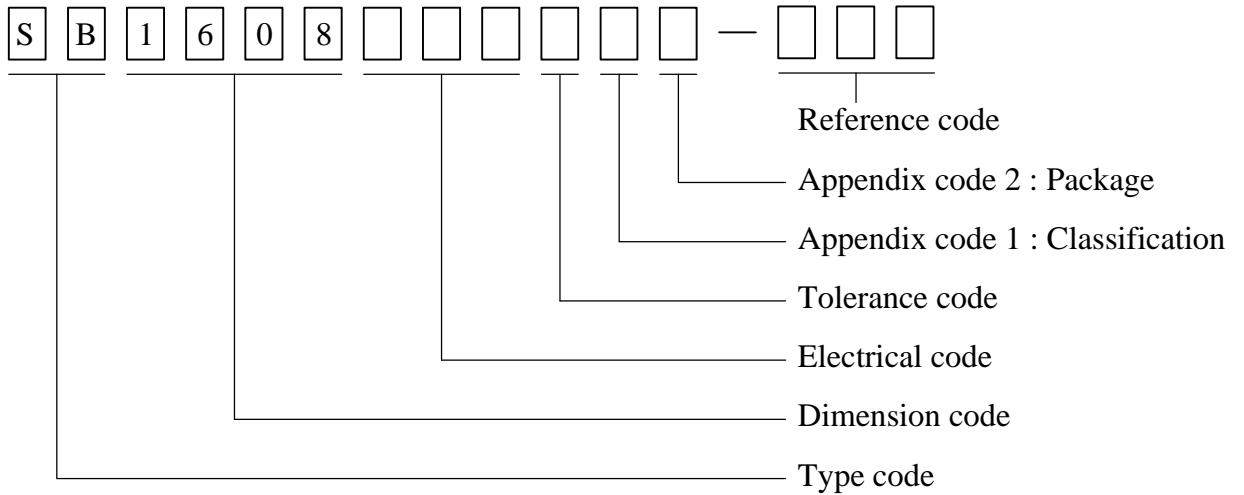 S B 1 6 0 8 —
Reference code
Appendix code 2 : Package
Appendix code 1 : Classification
Tolerance code
Electrical code
Dimension code
Type code